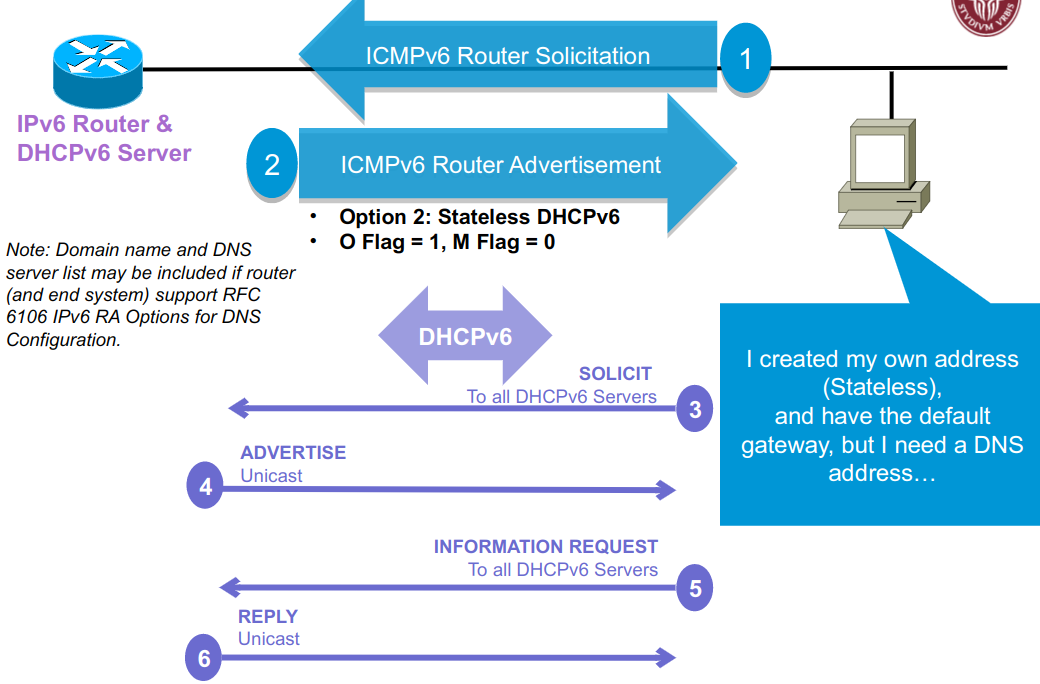 STVDIVM VRBIS
ICMPv6 Router Solicitation
1
IPv6 Router &
DHCPv6 Server
2
ICMPv6 Router Advertisement
• Option 2: Stateless DHCPv6
• O Flag = 1, M Flag = 0
Note: Domain name and DNS
server list may be included if router
(and end system) support RFC
6106 IPv6 RA Options for DNS
Configuration.
DHCPv6
SOLICIT
To all DHCPv6 Servers
3
ADVERTISE
Unicast
4
INFORMATION REQUEST
To all DHCPv6 Servers
5
REPLY
Unicast
6
I created my own address
(Stateless),
and have the default
gateway, but I need a DNS
address…